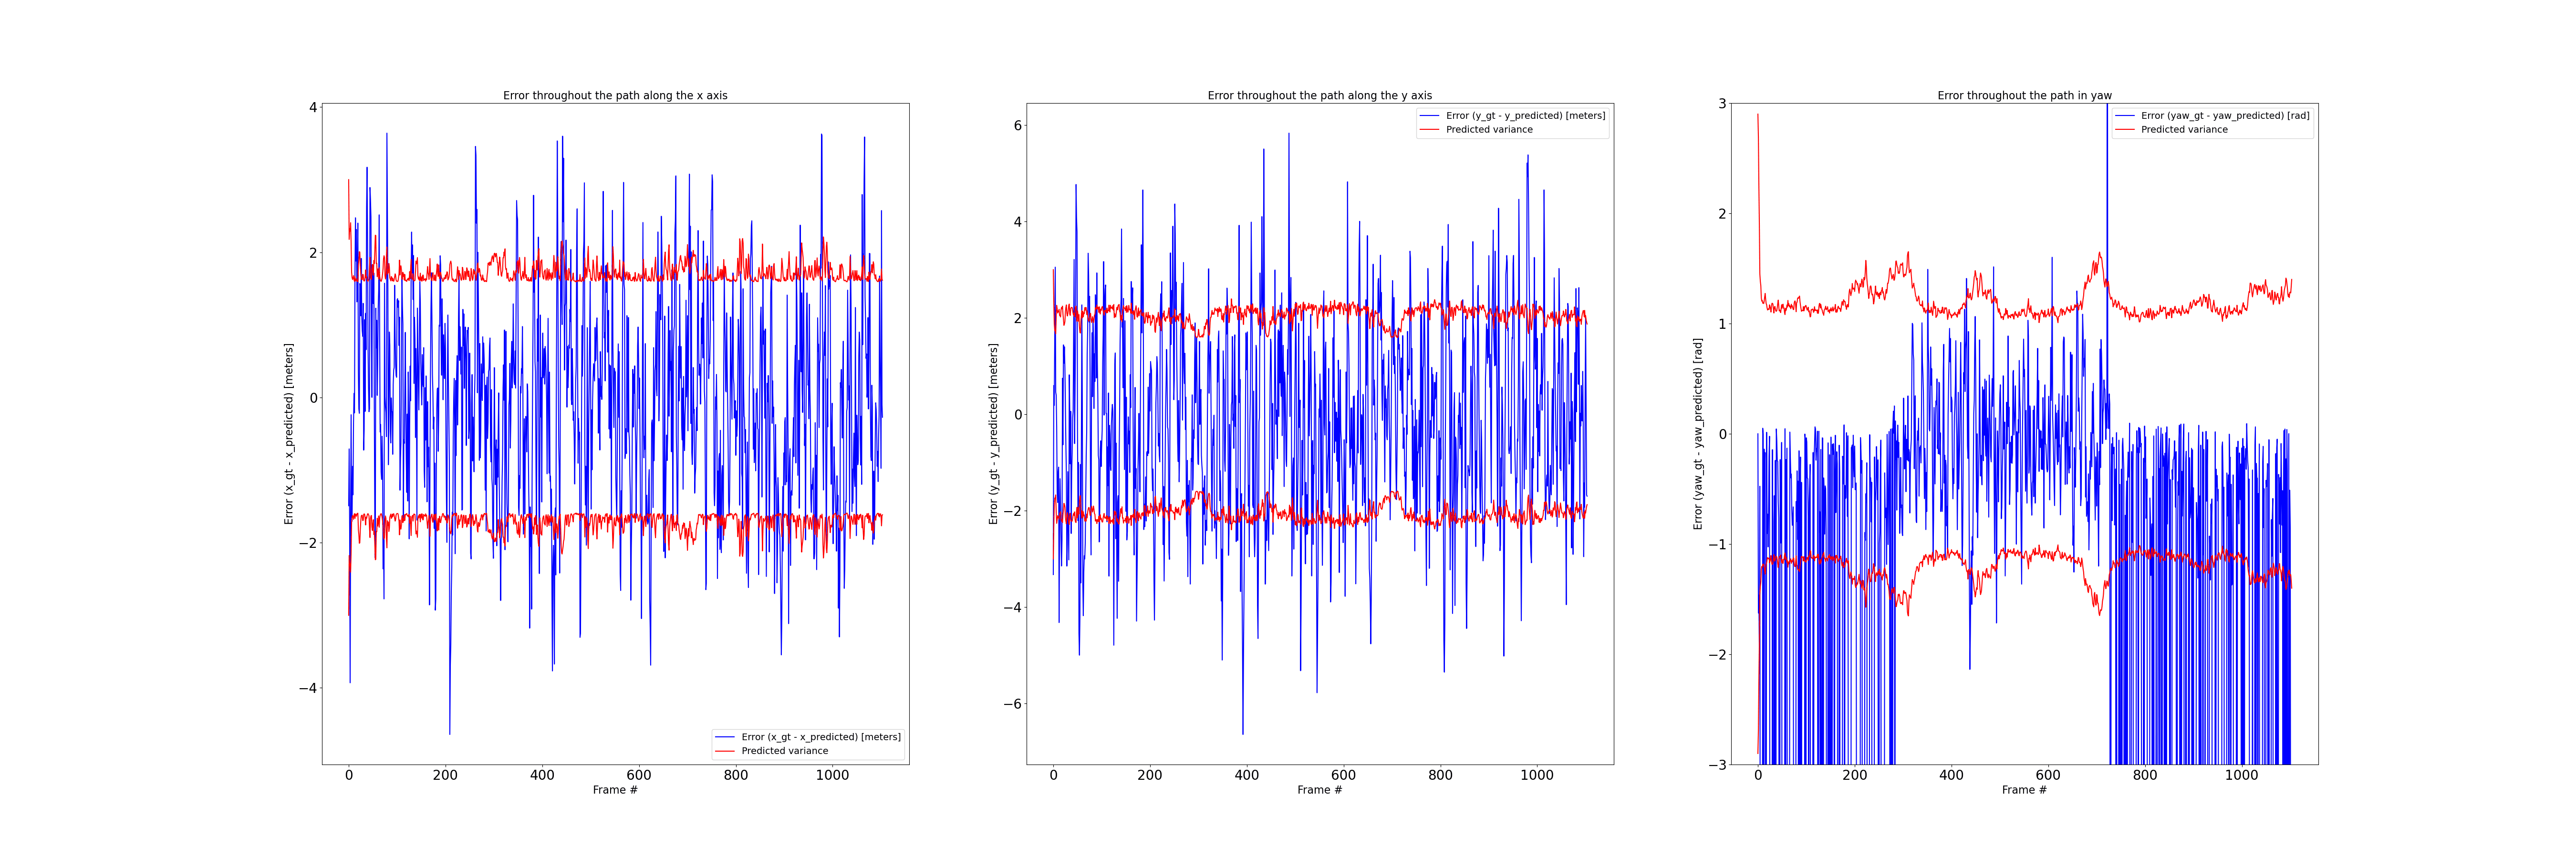 Error throughout the path along the x axis
4
2
0
−2
−4
Error (x_gt - x_predicted) [meters]
Error (x_gt - x_predicted) [meters]
Predicted variance
0 200 400 600 800 1000
Frame #
Error throughout the path along the y axis
Error (y_gt - y_predicted) [meters]
Predicted variance
6
4
2
0
−2
−4
−6
Error (y_gt - y_predicted) [meters]
0 200 400 600 800 1000
Frame #
Error throughout the path in yaw
Error (yaw_gt - yaw_predicted) [rad]
Predicted variance
3
2
1
0
−1
−2
−3
Error (yaw_gt - yaw_predicted) [rad]
0 200 400 600 800 1000
Frame #